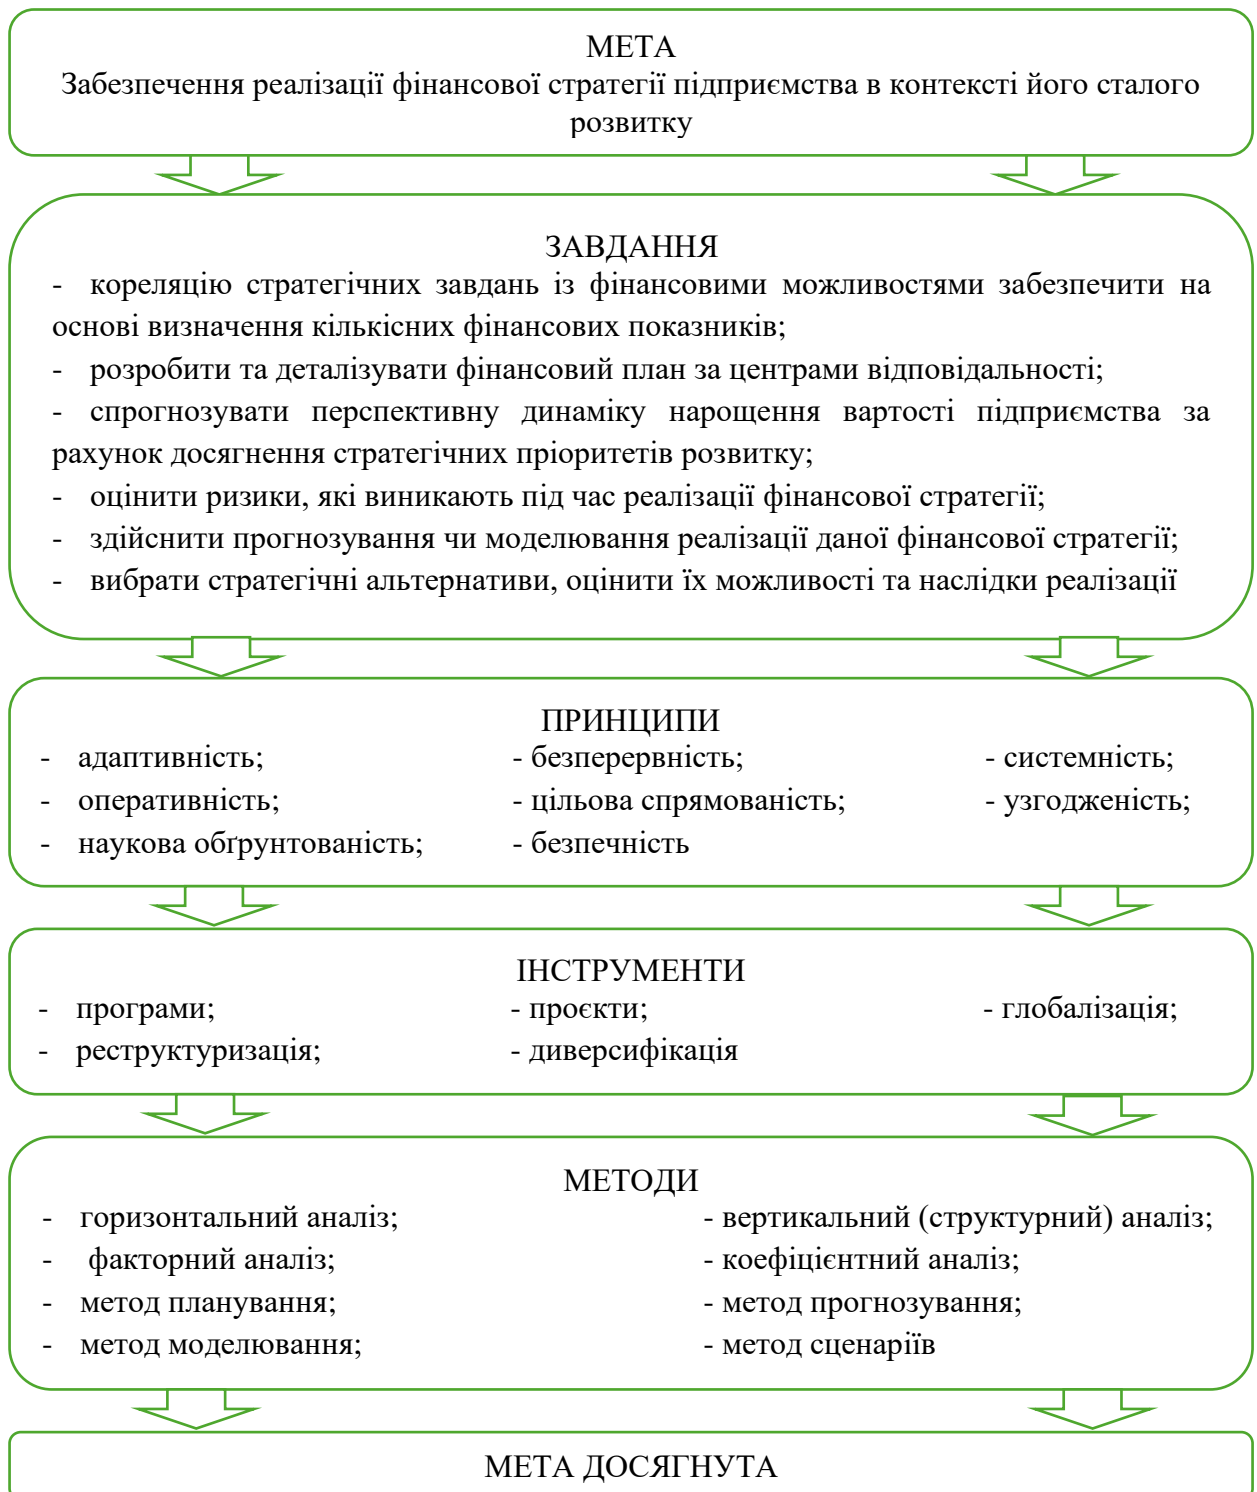 МЕТА
Забезпечення реалізації фінансової стратегії підприємства в контексті його сталого
розвитку
ЗАВДАННЯ
- кореляцію стратегічних завдань із фінансовими можливостями забезпечити на
основі визначення кількісних фінансових показників;
- розробити та деталізувати фінансовий план за центрами відповідальності;
- спрогнозувати перспективну динаміку нарощення вартості підприємства за
рахунок досягнення стратегічних пріоритетів розвитку;
- оцінити ризики, які виникають під час реалізації фінансової стратегії;
- здійснити прогнозування чи моделювання реалізації даної фінансової стратегії;
- вибрати стратегічні альтернативи, оцінити їх можливості та наслідки реалізації
ПРИНЦИПИ
- адаптивність; - безперервність; - системність;
- оперативність; - цільова спрямованість; - узгодженість;
- наукова обґрунтованість; - безпечність
ІНСТРУМЕНТИ
- програми; - проєкти; - глобалізація;
- реструктуризація; - диверсифікація
МЕТОДИ
- горизонтальний аналіз; - вертикальний (структурний) аналіз;
- факторний аналіз; - коефіцієнтний аналіз;
- метод планування; - метод прогнозування;
- метод моделювання; - метод сценаріїв
МЕТА ДОСЯГНУТА